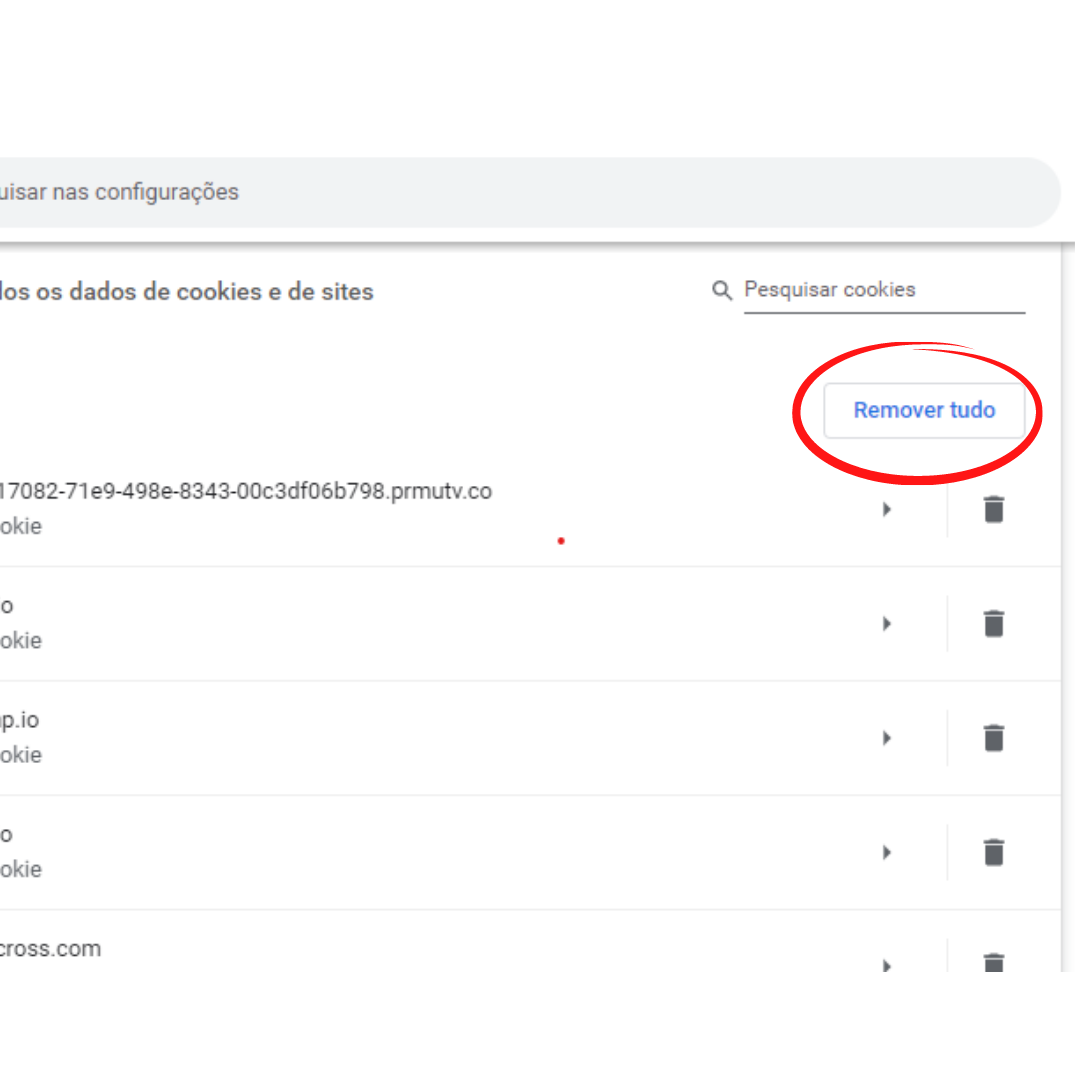 uisar nas configurações
dos os dados de cookies e de sites
Pesquisar cookies
Remover tudo
17082-71e9-498e-8343-00c3df06b798.prmutv.co
okie
o
okie
p.io
okie
o
okie
cross.com